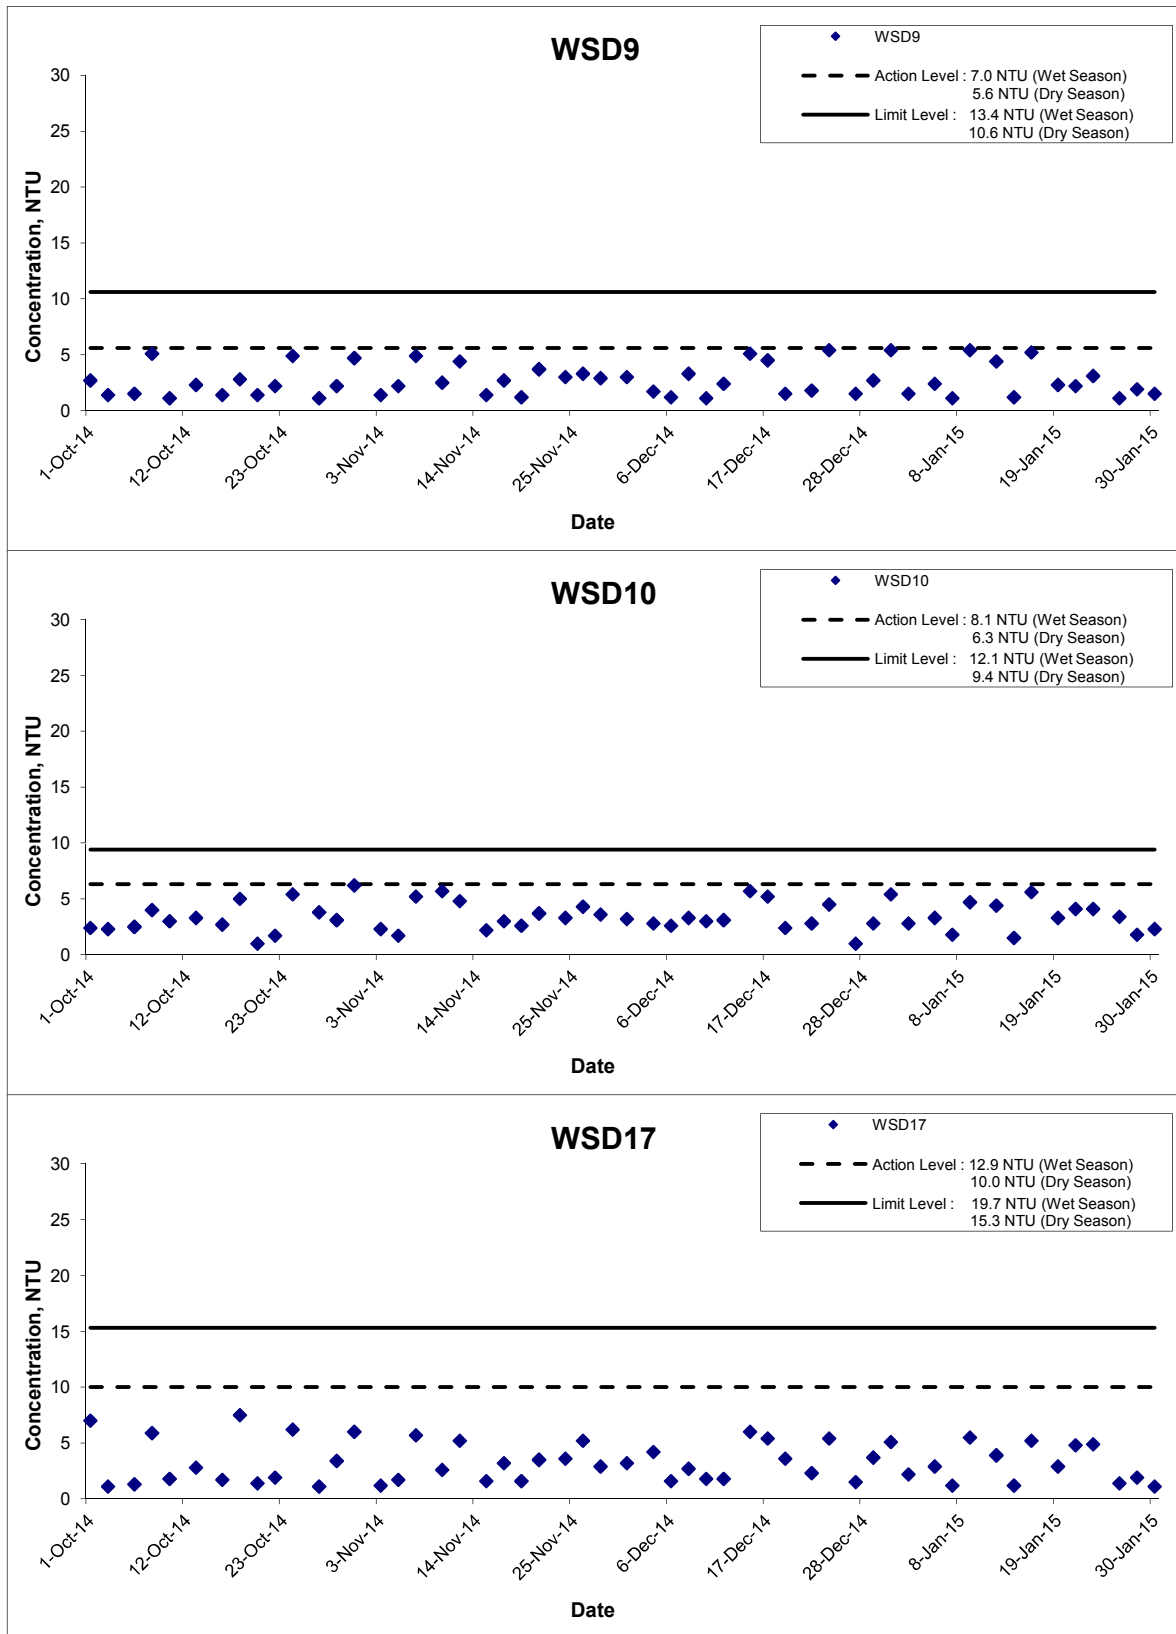 WSD9
WSD9
Action Level : 7.0 NTU (Wet Season)
5.6 NTU (Dry Season)
Limit Level : 13.4 NTU (Wet Season)
10.6 NTU (Dry Season)
Concentration, NTU
30
25
20
15
10
5
0
1-Oct-14
12-Oct-14
23-Oct-14
3-Nov-14
14-Nov-14
25-Nov-14
6-Dec-14
17-Dec-14
28-Dec-14
8-Jan-15
19-Jan-15
30-Jan-15
Date
WSD10
WSD10
Action Level : 8.1 NTU (Wet Season)
6.3 NTU (Dry Season)
Limit Level : 12.1 NTU (Wet Season)
9.4 NTU (Dry Season)
Concentration, NTU
30
25
20
15
10
5
0
1-Oct-14
12-Oct-14
23-Oct-14
3-Nov-14
14-Nov-14
25-Nov-14
6-Dec-14
17-Dec-14
28-Dec-14
8-Jan-15
19-Jan-15
30-Jan-15
Date
WSD17
WSD17
Action Level : 12.9 NTU (Wet Season)
10.0 NTU (Dry Season)
Limit Level : 19.7 NTU (Wet Season)
15.3 NTU (Dry Season)
Concentration, NTU
30
25
20
15
10
5
0
1-Oct-14
12-Oct-14
23-Oct-14
3-Nov-14
14-Nov-14
25-Nov-14
6-Dec-14
17-Dec-14
28-Dec-14
8-Jan-15
19-Jan-15
30-Jan-15
Date